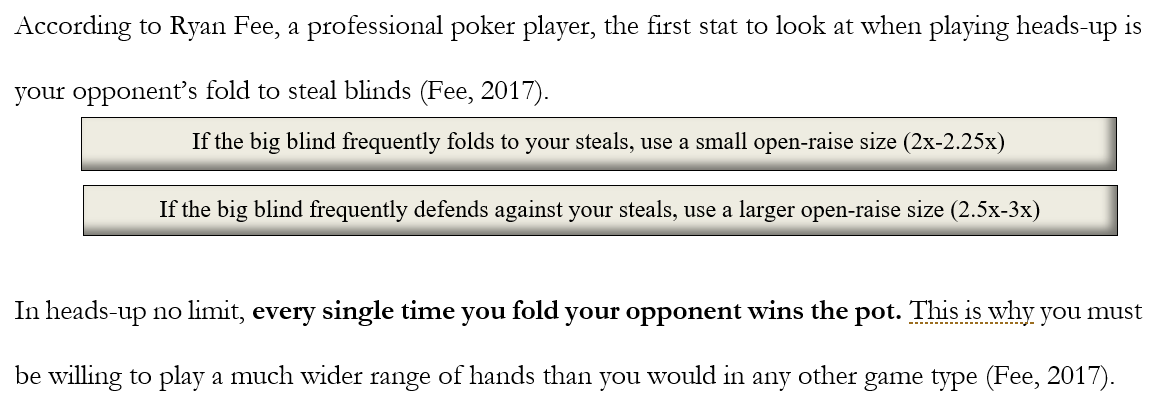 According to Ryan Fee, a professional poker player, the first stat to look at when playing heads-up is
your opponent’s fold to steal blinds (Fee, 2017).
If the big blind frequently folds to your steals, use a small open-raise size (2x-2.25x)
If the big blind frequently defends against your steals, use a larger open-raise size (2.5x-3x)
In heads-up no limit, every single time you fold your opponent wins the pot. This is why you must
be willing to play a much wider range of hands than you would in any other game type (Fee, 2017).